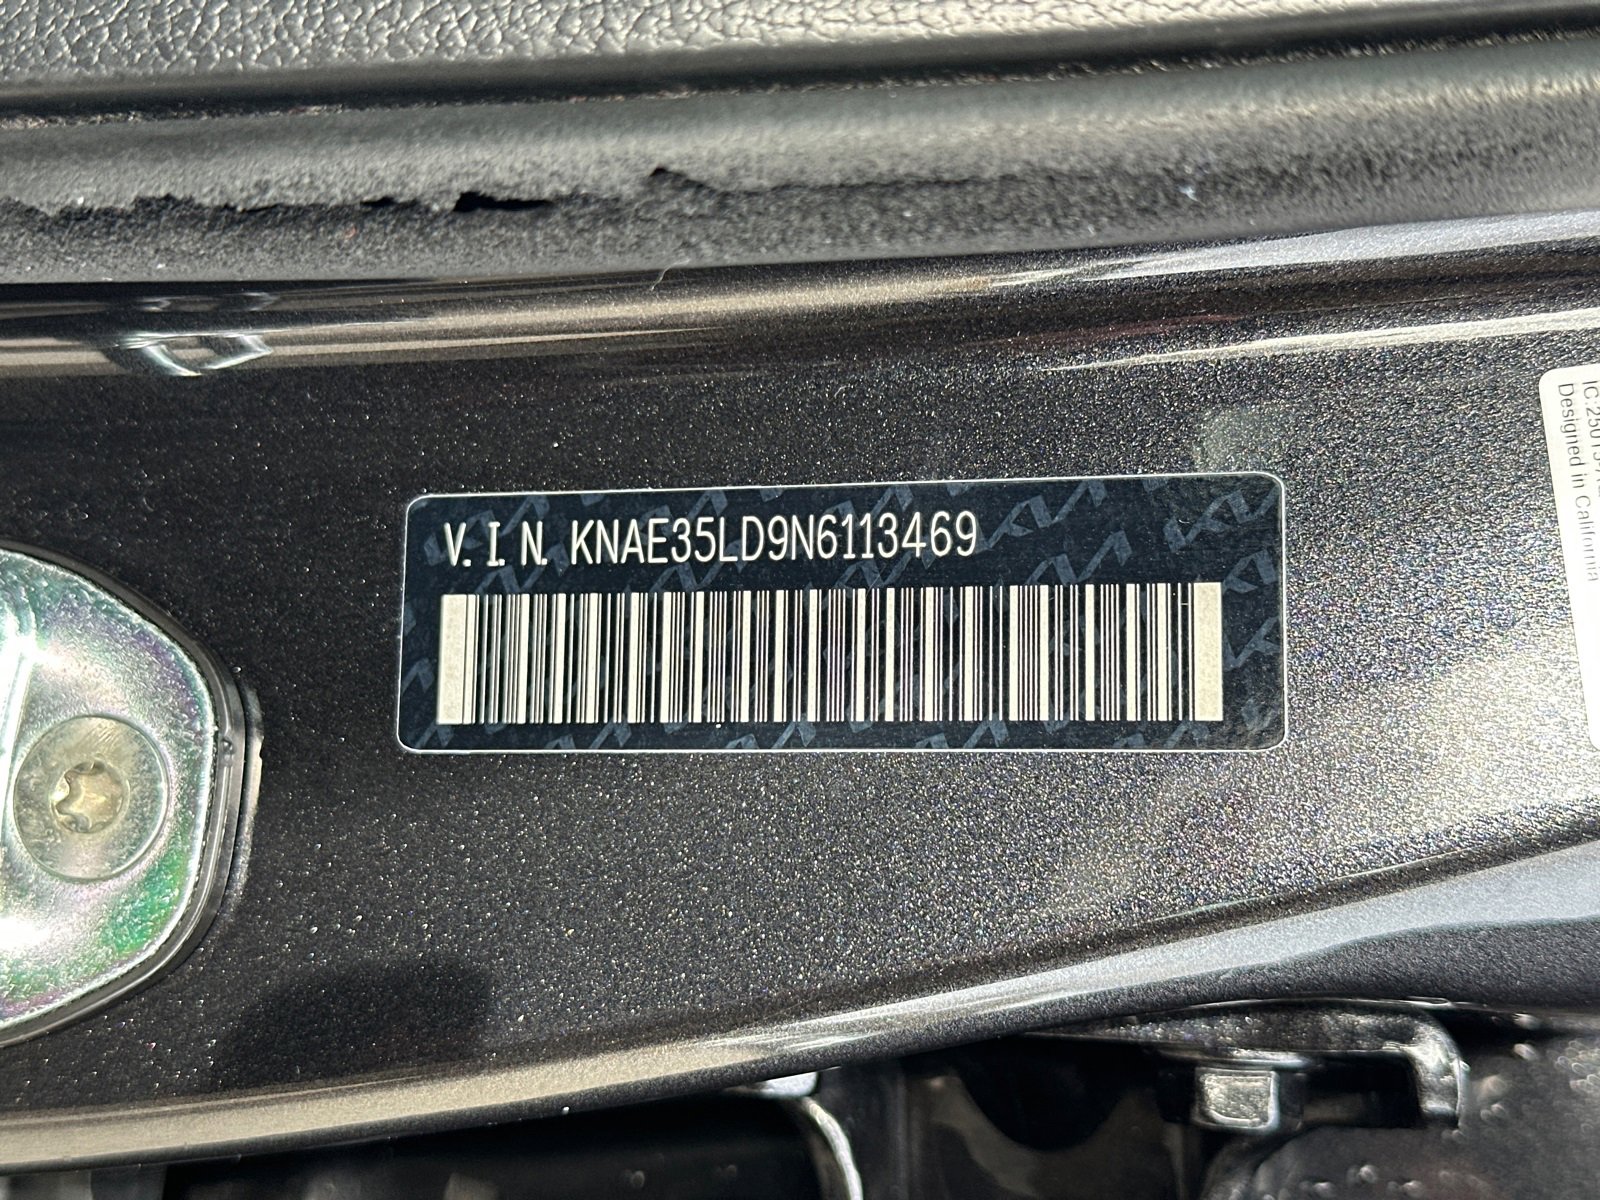 V.I.N. KNAE35LD9N6113469
Designed in California